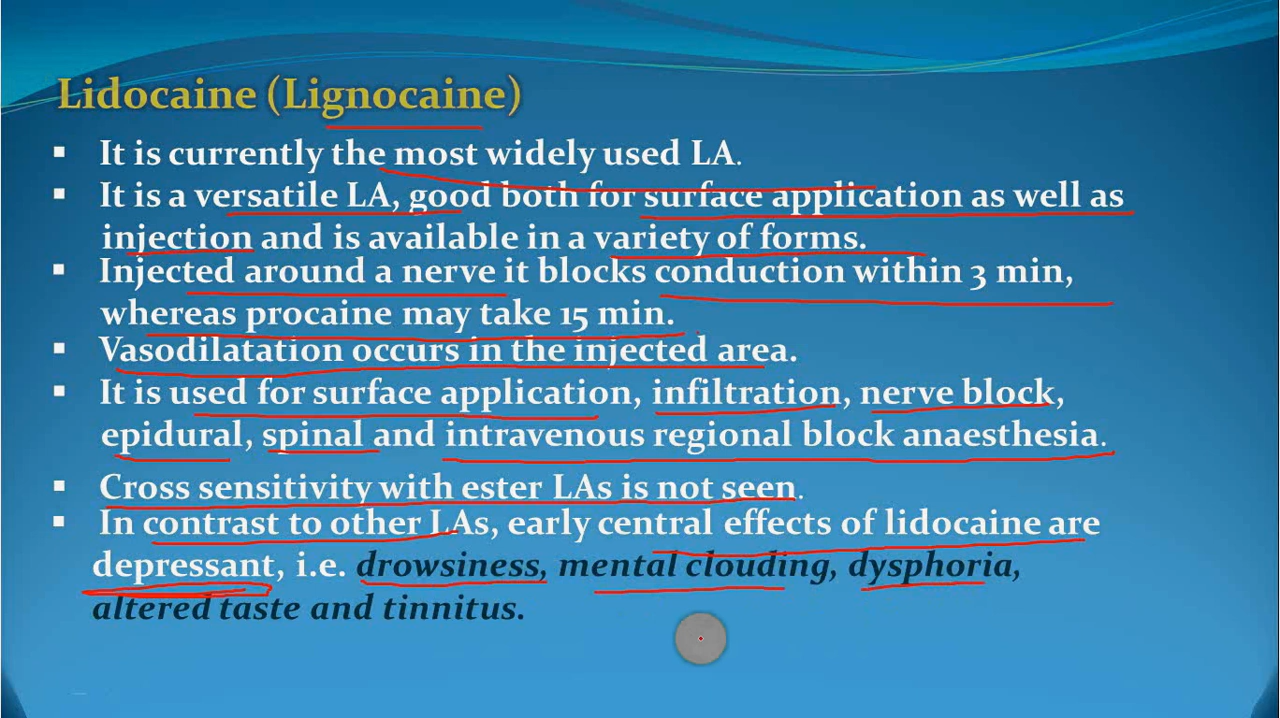 Lidocaine (Lignocaine)
▪ It is currently the most widely used LA.
▪ It is a versatile LA, good both for surface application as well as
injection and is available in a variety of forms.
▪ Injected around a nerve it blocks conduction within 3 min,
whereas procaine may take 15 min.
▪ Vasodilatation occurs in the injected area.
▪ It is used for surface application, infiltration, nerve block,
epidural, spinal and intravenous regional block anaesthesia.
▪ Cross sensitivity with ester LAs is not seen.
▪ In contrast to other LAs, early central effects of lidocaine are
depressant, i.e. drowsiness, mental clouding, dysphoria,
altered taste and tinnitus.